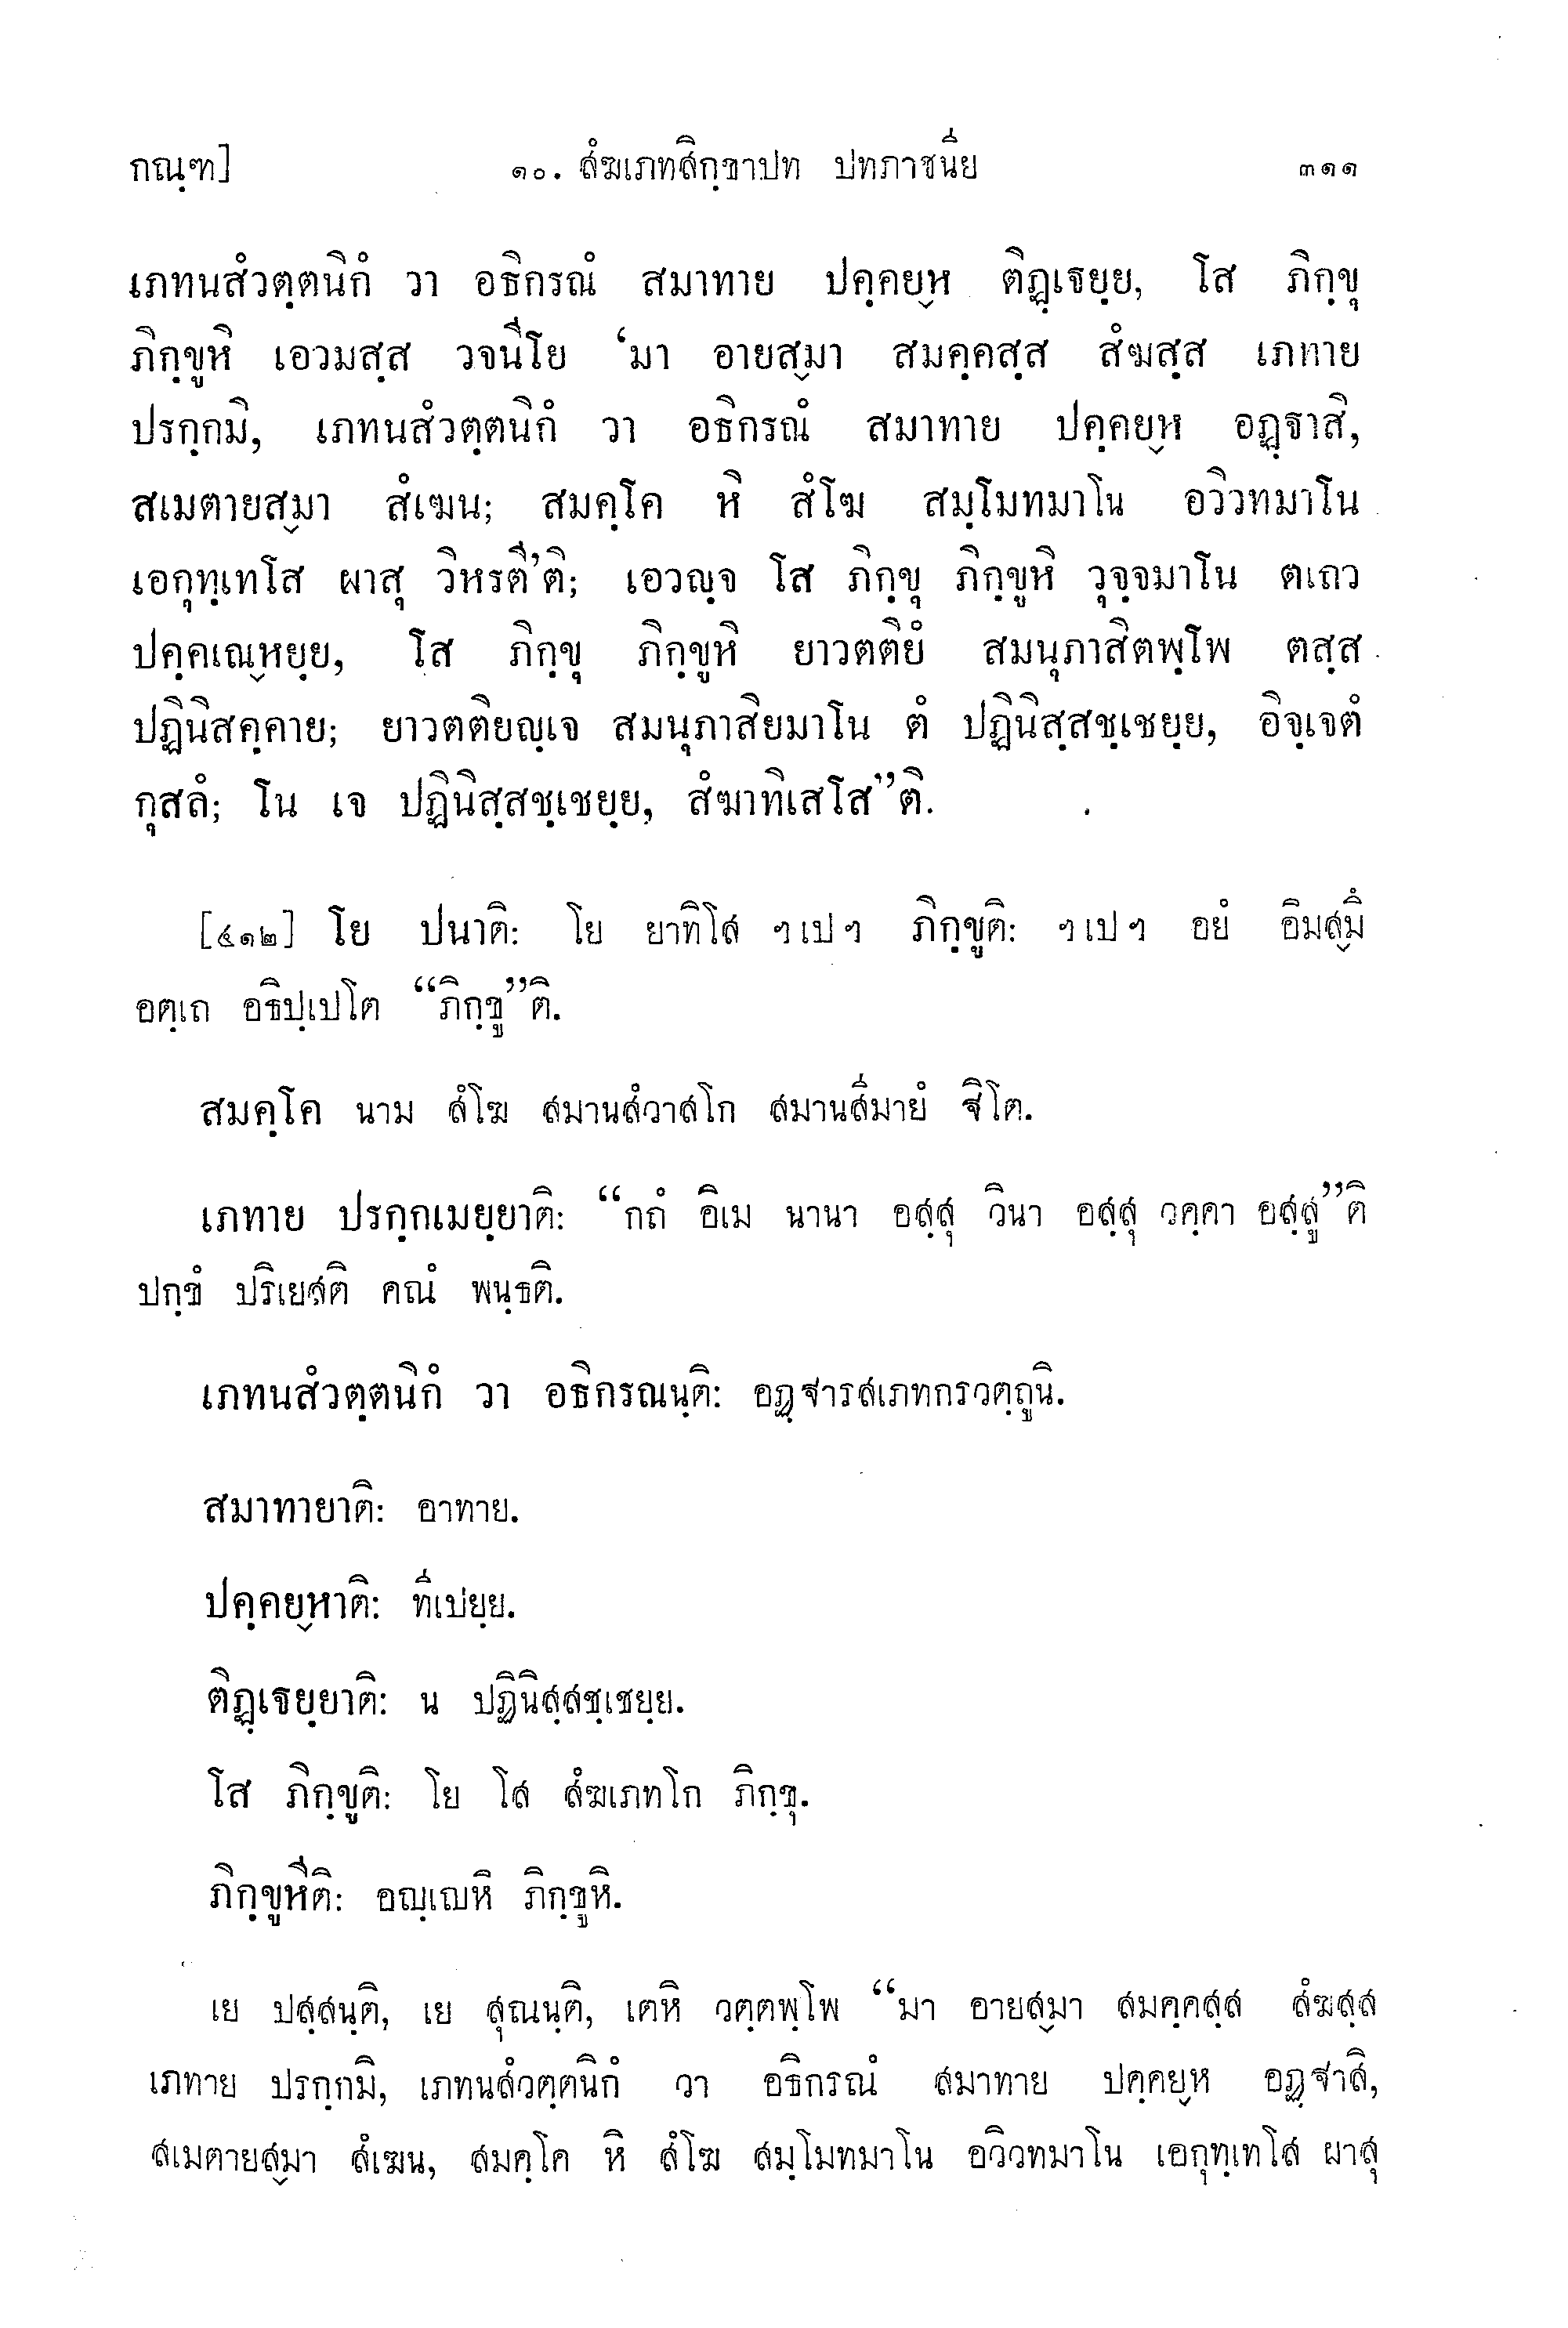 กณฺฑ] ๑๐. สํฆเภทสิกฺขาปท ปทภาชนีย ๓๑๑
เภทนสํวตฺตนิกํ วา อธิกรณํ สมาทาย ปคฺคยฺ๎ห ติฏฺเฐยฺย, โส ภิกฺขุ
ภิกฺขูหิ เอวมสฺส วจนีโย ‘มา อายสฺ๎มา สมคฺคสฺส สํฆสฺส เภทาย
ปรกฺกมิ, เภทนสํวตฺตนิกํ วา อธิกรณํ สมาทาย ปคฺคยฺ๎ห อฏฺฐาสิ,
สเมตายสฺ๎มา สํเฆน; สมคฺโค หิ สํโฆ สมฺโมทมาโน อวิวทมาโน
เอกุทฺเทโส ผาสุ วิหรตี’ติ; เอวญฺจ โส ภิกฺขุ ภิกฺขูหิ วุจฺจมาโน ตเถว
ปคฺคเณฺ๎หยฺย, โส ภิกฺขุ ภิกฺขูหิ ยาวตติยํ สมนุภาสิตพฺโพ ตสฺส
ปฏินิสคฺคาย; ยาวตติยญฺเจ สมนุภาสิยมาโน ตํ ปฏินิสฺสชฺเชยฺย, อิจฺเจตํ
กุสลํ; โน เจ ปฏินิสฺสชฺเชยฺย, สํฆาทิเสโส”ติ.
[๔๑๒] โย ปนาติ: โย ยาทิโส ฯเปฯ ภิกฺขูติ: ฯเปฯ อยํ อิมสฺ๎มิํ
อตฺเถ อธิปฺเปโต “ภิกฺขู”ติ.
สมคฺโค นาม สํโฆ สมานสํวาสโก สมานสีมายํ ฐิโต.
เภทาย ปรกฺกเมยฺยาติ: “กถํ อิเม นานา อสฺสุ วินา อสฺสุ วคฺคา อสฺสู”ติ
ปกฺขํ ปริเยสติ คณํ พนฺธติ.
เภทนสํวตฺตนิกํ วา อธิกรณนฺติ: อฏฺฐารสเภทกรวตฺถูนิ.
สมาทายาติ: อาทาย.
ปคฺคยฺ๎หาติ: ทีเปยฺย.
ติฏฺเฐยฺยาติ: น ปฏินิสฺสชฺเชยฺย.
โส ภิกฺขูติ: โย โส สํฆเภทโก ภิกฺขุ.
ภิกฺขูหีติ: อญฺเญหิ ภิกฺขูหิ.
เย ปสฺสนฺติ, เย สุณนฺติ, เตหิ วตฺตพฺโพ “มา อายสฺ๎มา สมคฺคสฺส สํฆสฺส
เภทาย ปรกฺกมิ, เภทนสํวตฺตนิกํ วา อธิกรณํ สมาทาย ปคฺคยฺ๎ห อฏฺฐาสิ,
สเมตายสฺ๎มา สํเฆน, สมคฺโค หิ สํโฆ สมฺโมทมาโน อวิวทมาโน เอกุทฺเทโส ผาสุ